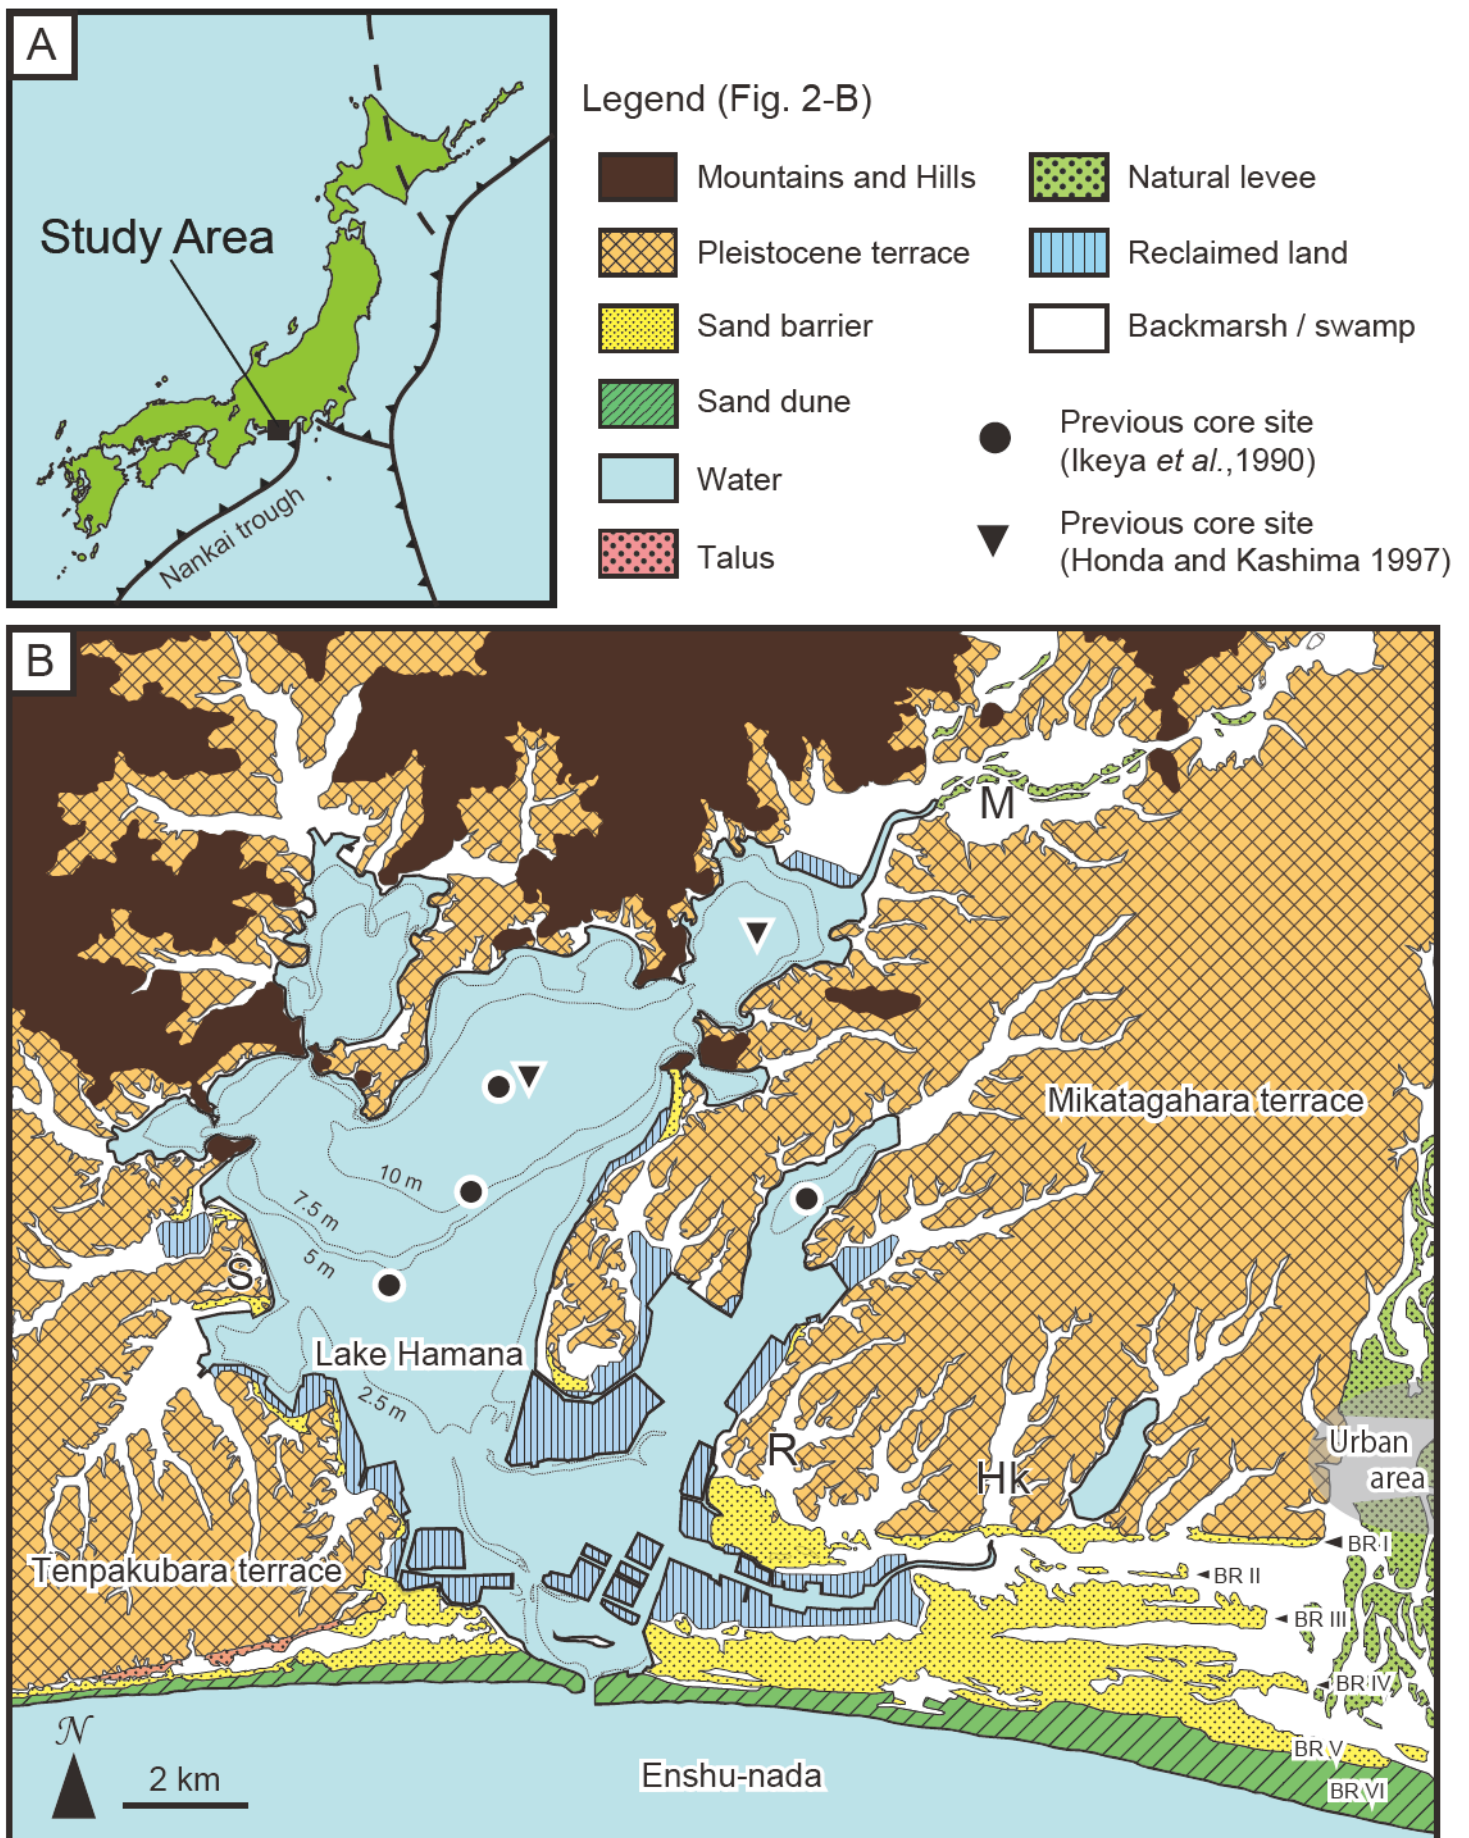 A
Study Area
Nankai trough
Legend (Fig. 2-B)
Mountains and Hills
Pleistocene terrace
Sand barrier
Sand dune
Water
Talus
Natural levee
Reclaimed land
Backmarsh / swamp
Previous core site
(Ikeya et al.,1990)
Previous core site
(Honda and Kashima 1997)
B
M
Mikatagahara terrace
10 m
7.5 m
5 m
S
Lake Hamana
2.5 m
R
Hk
Urban
area
BR I
Tenpakubara terrace
BR II
BR III
BR IV
N
BR V
2 km
Enshu-nada
BR VI